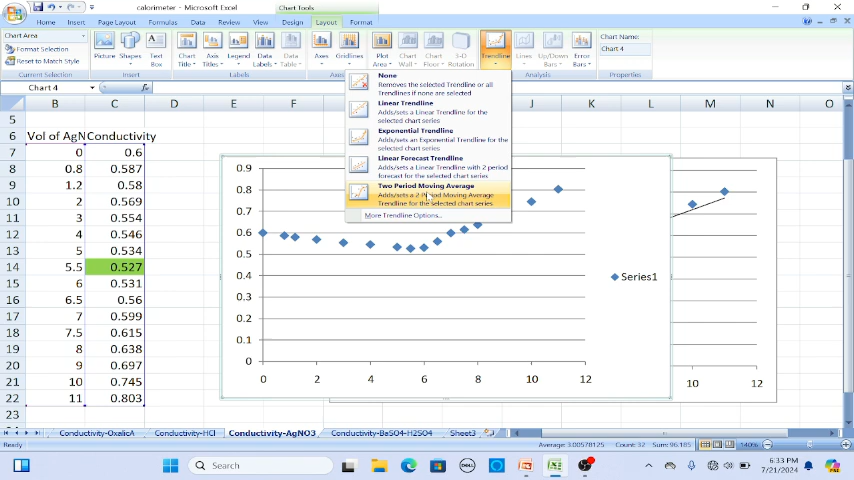 calorimeter - Microsoft Excel
Chart Tools
Home Insert Page Layout Formulas Data Review View Design Layout Format
Chart Area
Format Selection
Reset to Match Style
Current Selection
Picture Shapes Text Box
Insert
Chart Title Axis Titles Legend Data Labels Data Table
Labels
Axes Gridlines
Axes
Plot Area Chart Wall Chart Floor 3-D Rotation
Trendline Lines Up/Down Bars Error Bars
Analysis
Chart Name:
Chart 4
Properties
None
Removes the selected Trendline or all
Trendlines if none are selected
Linear Trendline
Adds/sets a Linear Trendline for the
selected chart series
Exponential Trendline
Adds/sets an Exponential Trendline for the
selected chart series
Linear Forecast Trendline
Adds/sets a Linear Trendline with 2 period
forecast for the selected chart series
Two Period Moving Average
Adds/sets a 2 Period Moving Average
Trendline for the selected chart series
More Trendline Options...
Chart 4 fx
B C D E F J K L M N O
5
6 Vol of AgN Conductivity
7 0 0.6
8 0.8 0.587
9 1.2 0.58
10 2 0.569
11 3 0.554
12 4 0.546
13 5 0.534
14 5.5 0.527
15 6 0.531
16 6.5 0.56
17 7 0.599
18 7.5 0.615
19 8 0.638
20 9 0.697
21 10 0.745
22 11 0.803
23
0.9
0.8
0.7
0.6
0.5
0.4
0.3
0.2
0.1
0
0 2 4 6 8 10 12
Series1
10 12
Conductivity-OxalicA Conductivity-HCl Conductivity-AgNO3 Conductivity-BaSO4-H2SO4 Sheet3
Ready Average: 3.00578125 Count: 32 Sum: 96.185 140%
Search
DELL
6:33 PM
7/21/2024